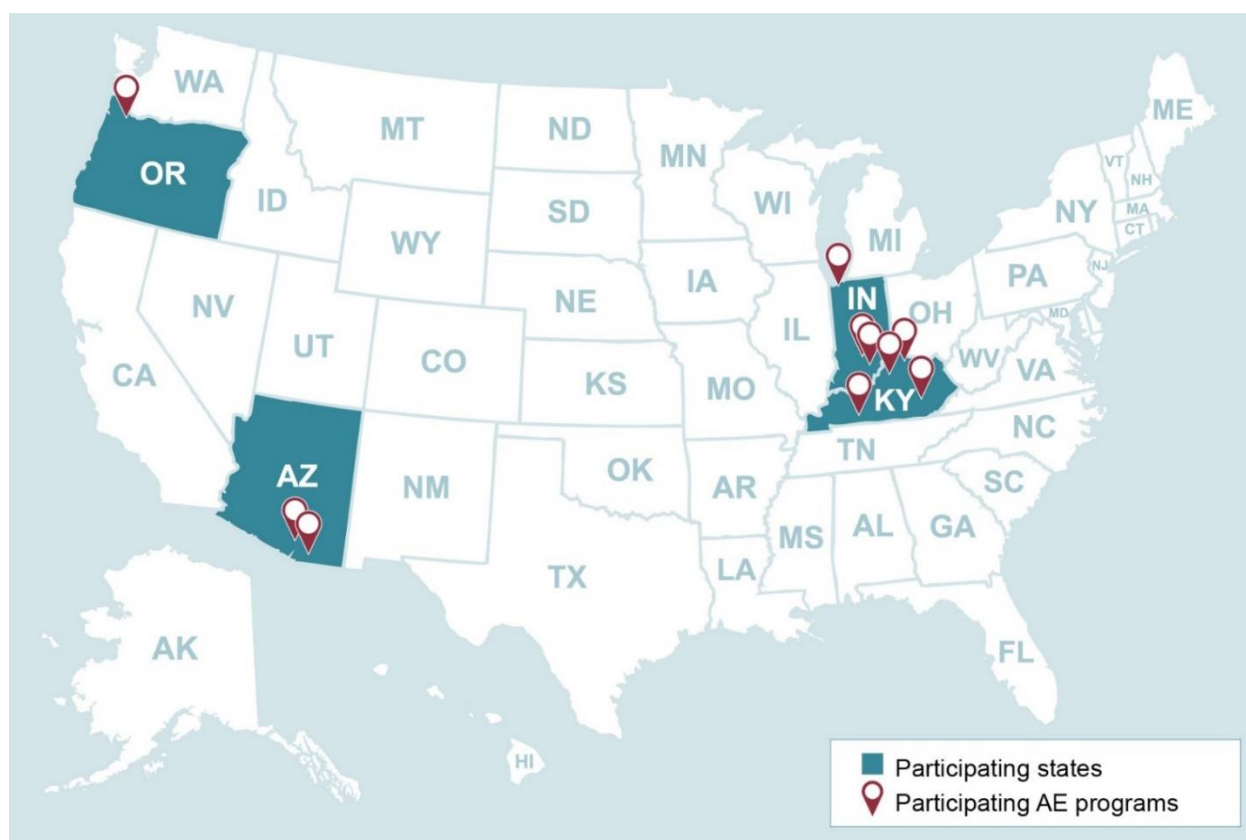 WA
OR
MT
ID
WY
ND
SD
MN
WI
MI
NE
IA
NV
UT
CO
CA
AZ
NM
KS
OK
TX
MO
AR
LA
IL
IN
OH
KY
TN
MS
AL
GA
FL
SC
NC
VA
WV
MD
PA
NJ
NY
CT
MA
VT
NH
ME
AK
HI
Participating states
Participating AE programs